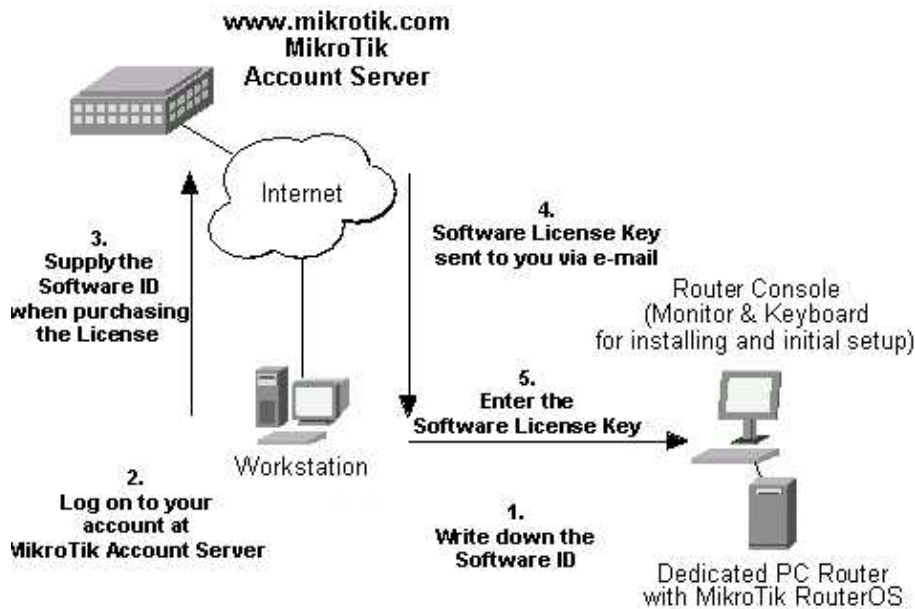 www.mikrotik.com
MikroTik
Account Server
Internet
3.
Supply the
Software ID
when purchasing
the License
4.
Software License Key
sent to you via e-mail
Router Console
(Monitor & Keyboard
for installing and initial setup)
5.
Enter the
Software License Key
Workstation
2.
Log on to your
account at
MikroTik Account Server
1.
Write down the
Software ID
Dedicated PC Router
with MikroTik RouterOS